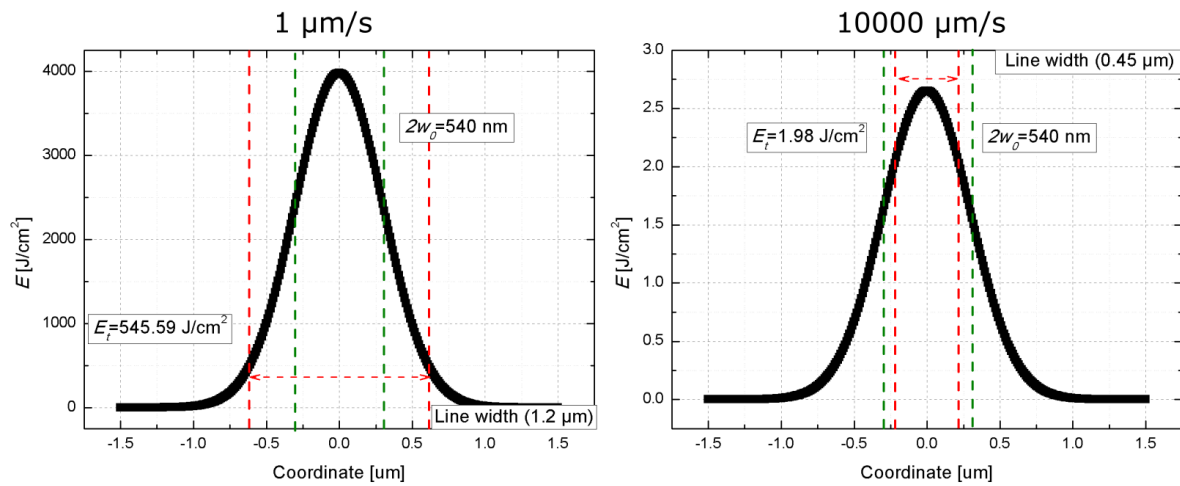 1 µm/s
4000
3000
2000
1000
0
E [J/cm²]
2w₀=540 nm
Eₜ=545.59 J/cm²
Line width (1.2 µm)
-1.5 -1.0 -0.5 0.0 0.5 1.0 1.5
Coordinate [um]
10000 µm/s
3.0
2.5
2.0
1.5
1.0
0.5
0.0
E [J/cm²]
Line width (0.45 µm)
Eₜ=1.98 J/cm²
2w₀=540 nm
-1.5 -1.0 -0.5 0.0 0.5 1.0 1.5
Coordinate [um]